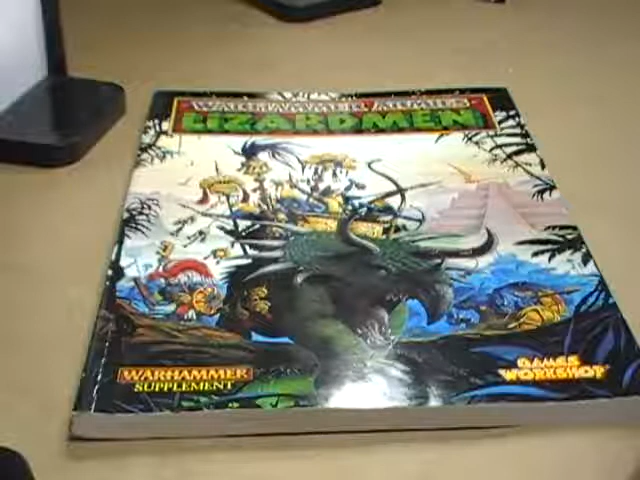 WARHAMMER ARMIES
LIZARDMEN
WARHAMMER
SUPPLEMENT
GAMES
WORKSHOP